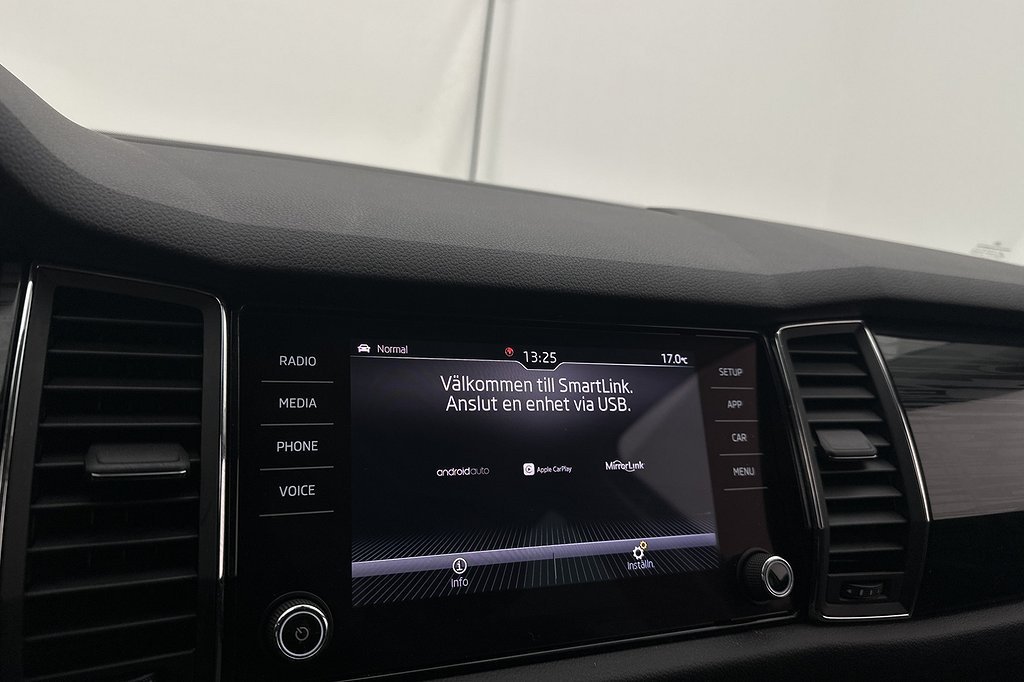 RADIO
MEDIA
PHONE
VOICE
Normal
13:25
17.0°C
Välkommen till SmartLink.
Anslut en enhet via USB.
androidauto
Apple CarPlay
MirrorLink
Info
Inställn.
SETUP
APP
CAR
MENU